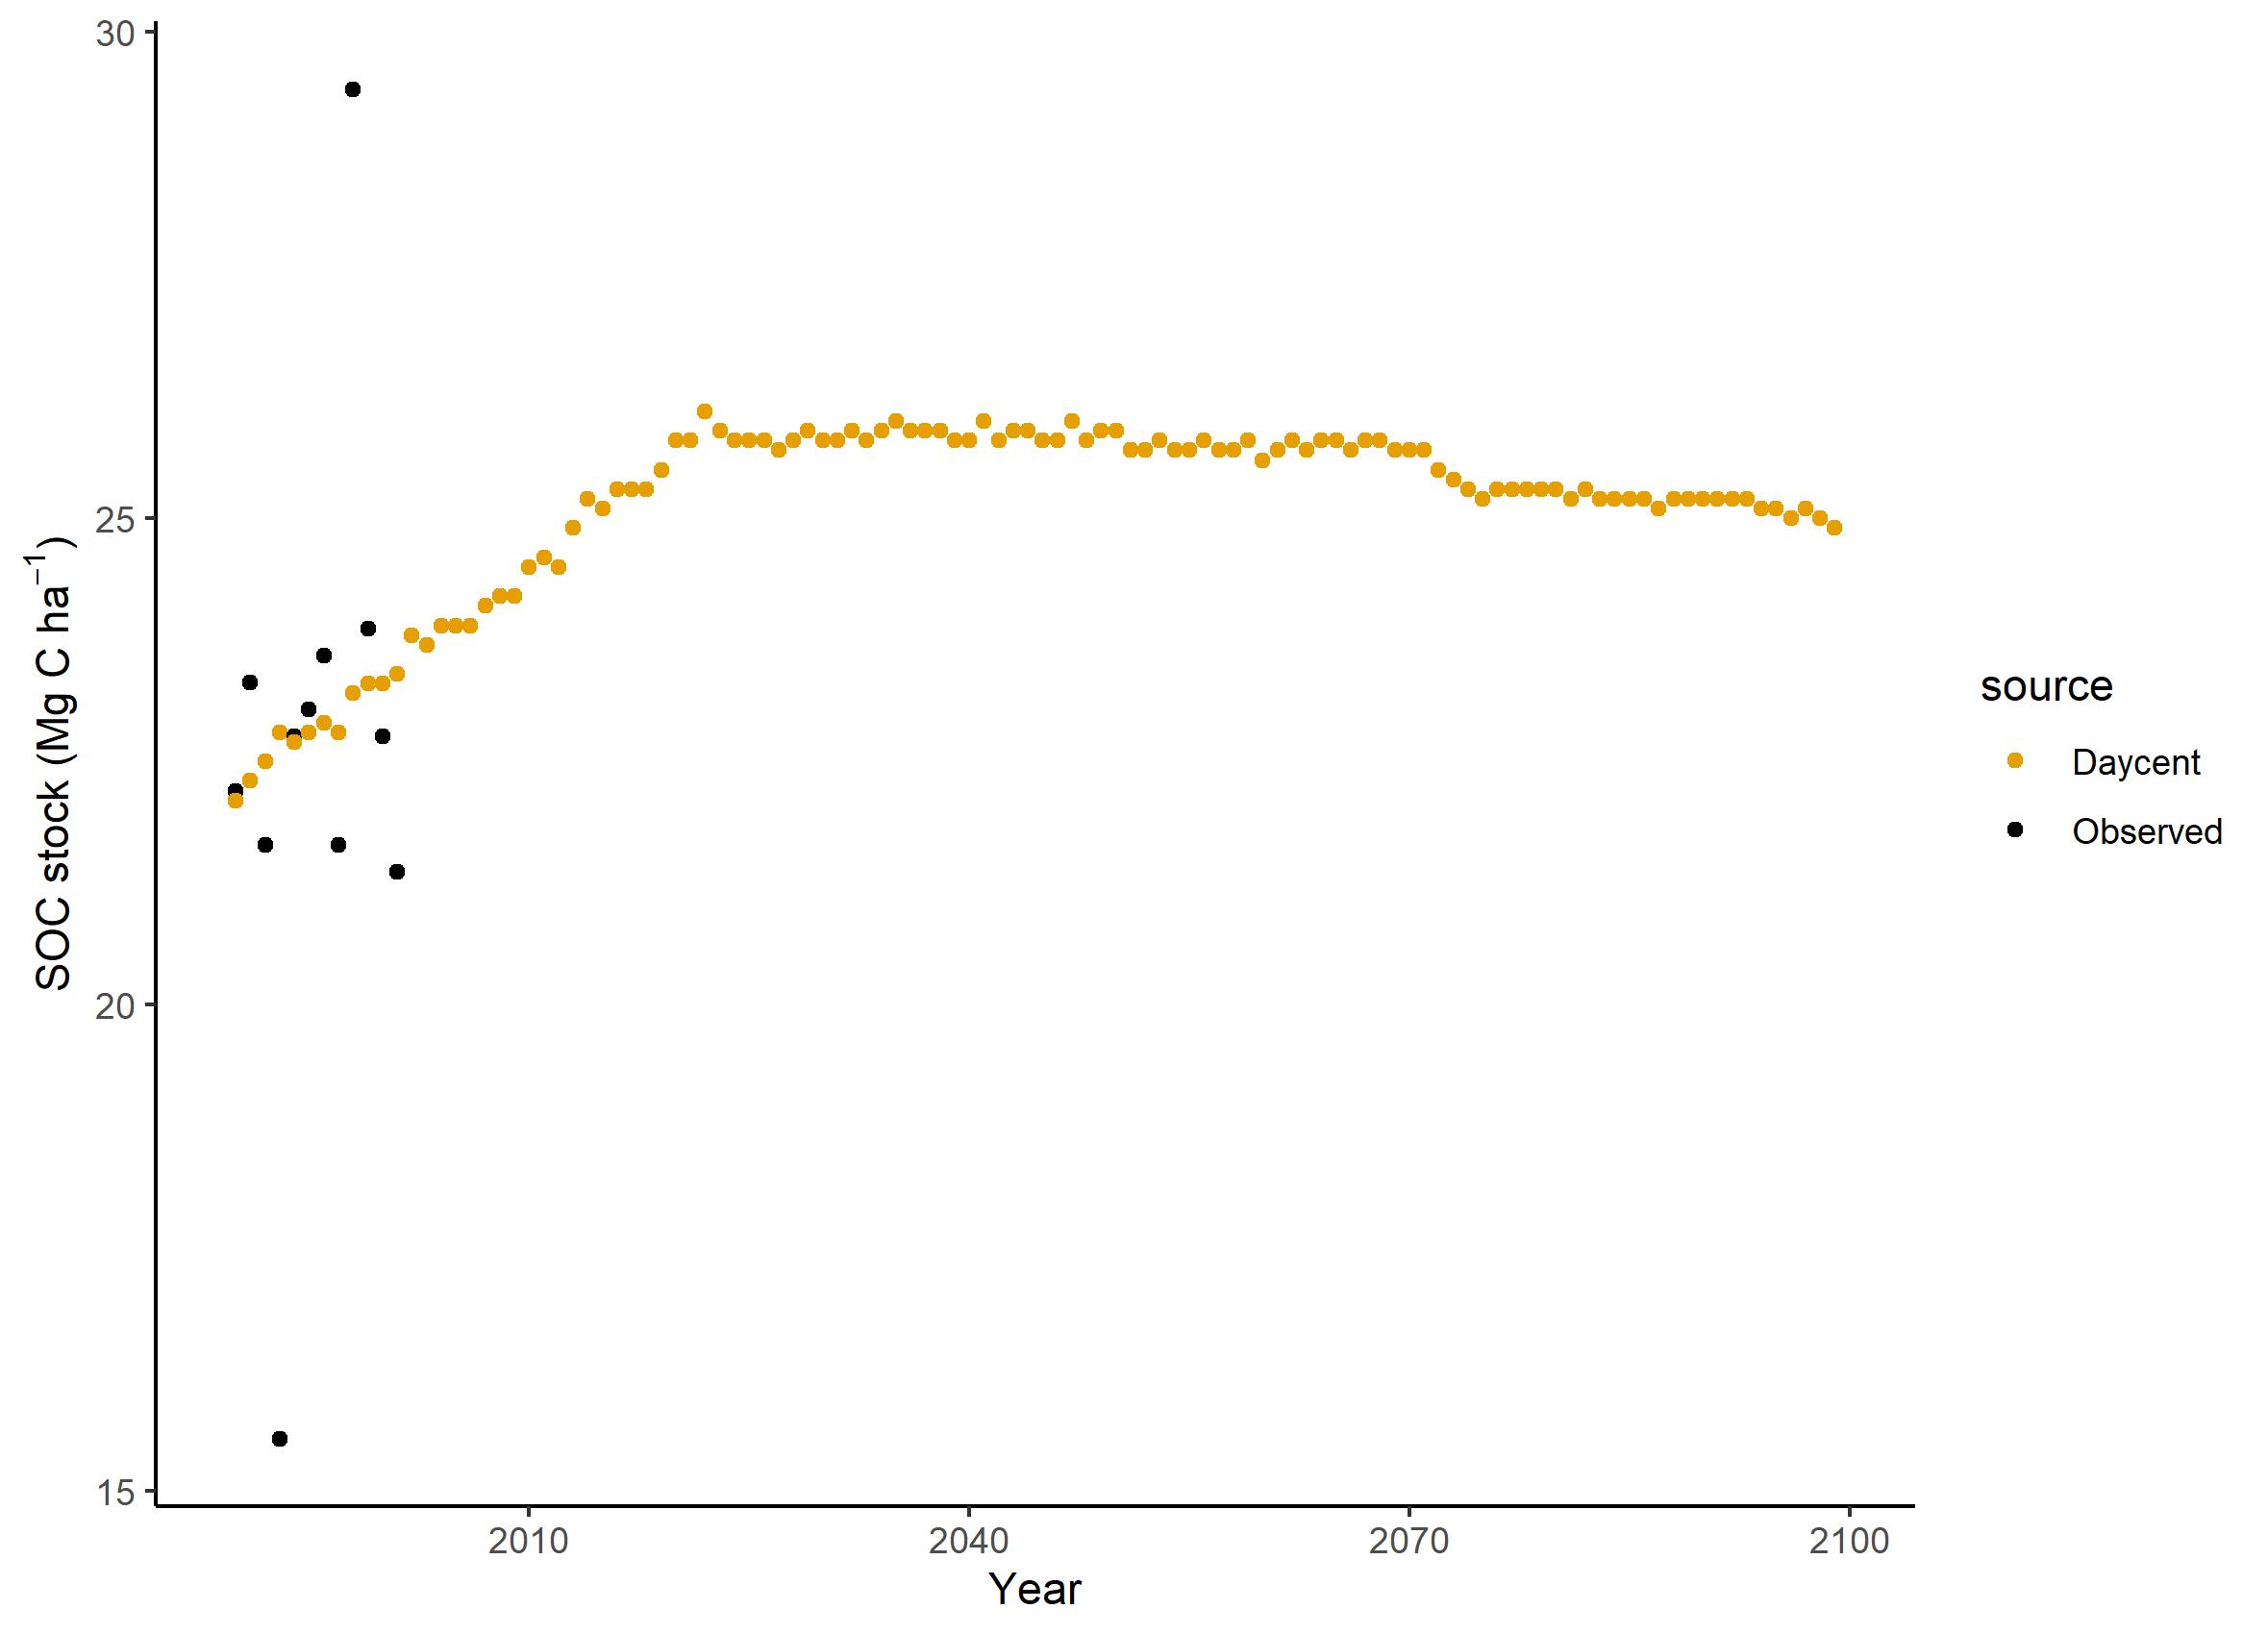 30
25
20
15
SOC stock (Mg C ha⁻¹)
2010 2040 2070 2100
Year
source
Daycent
Observed